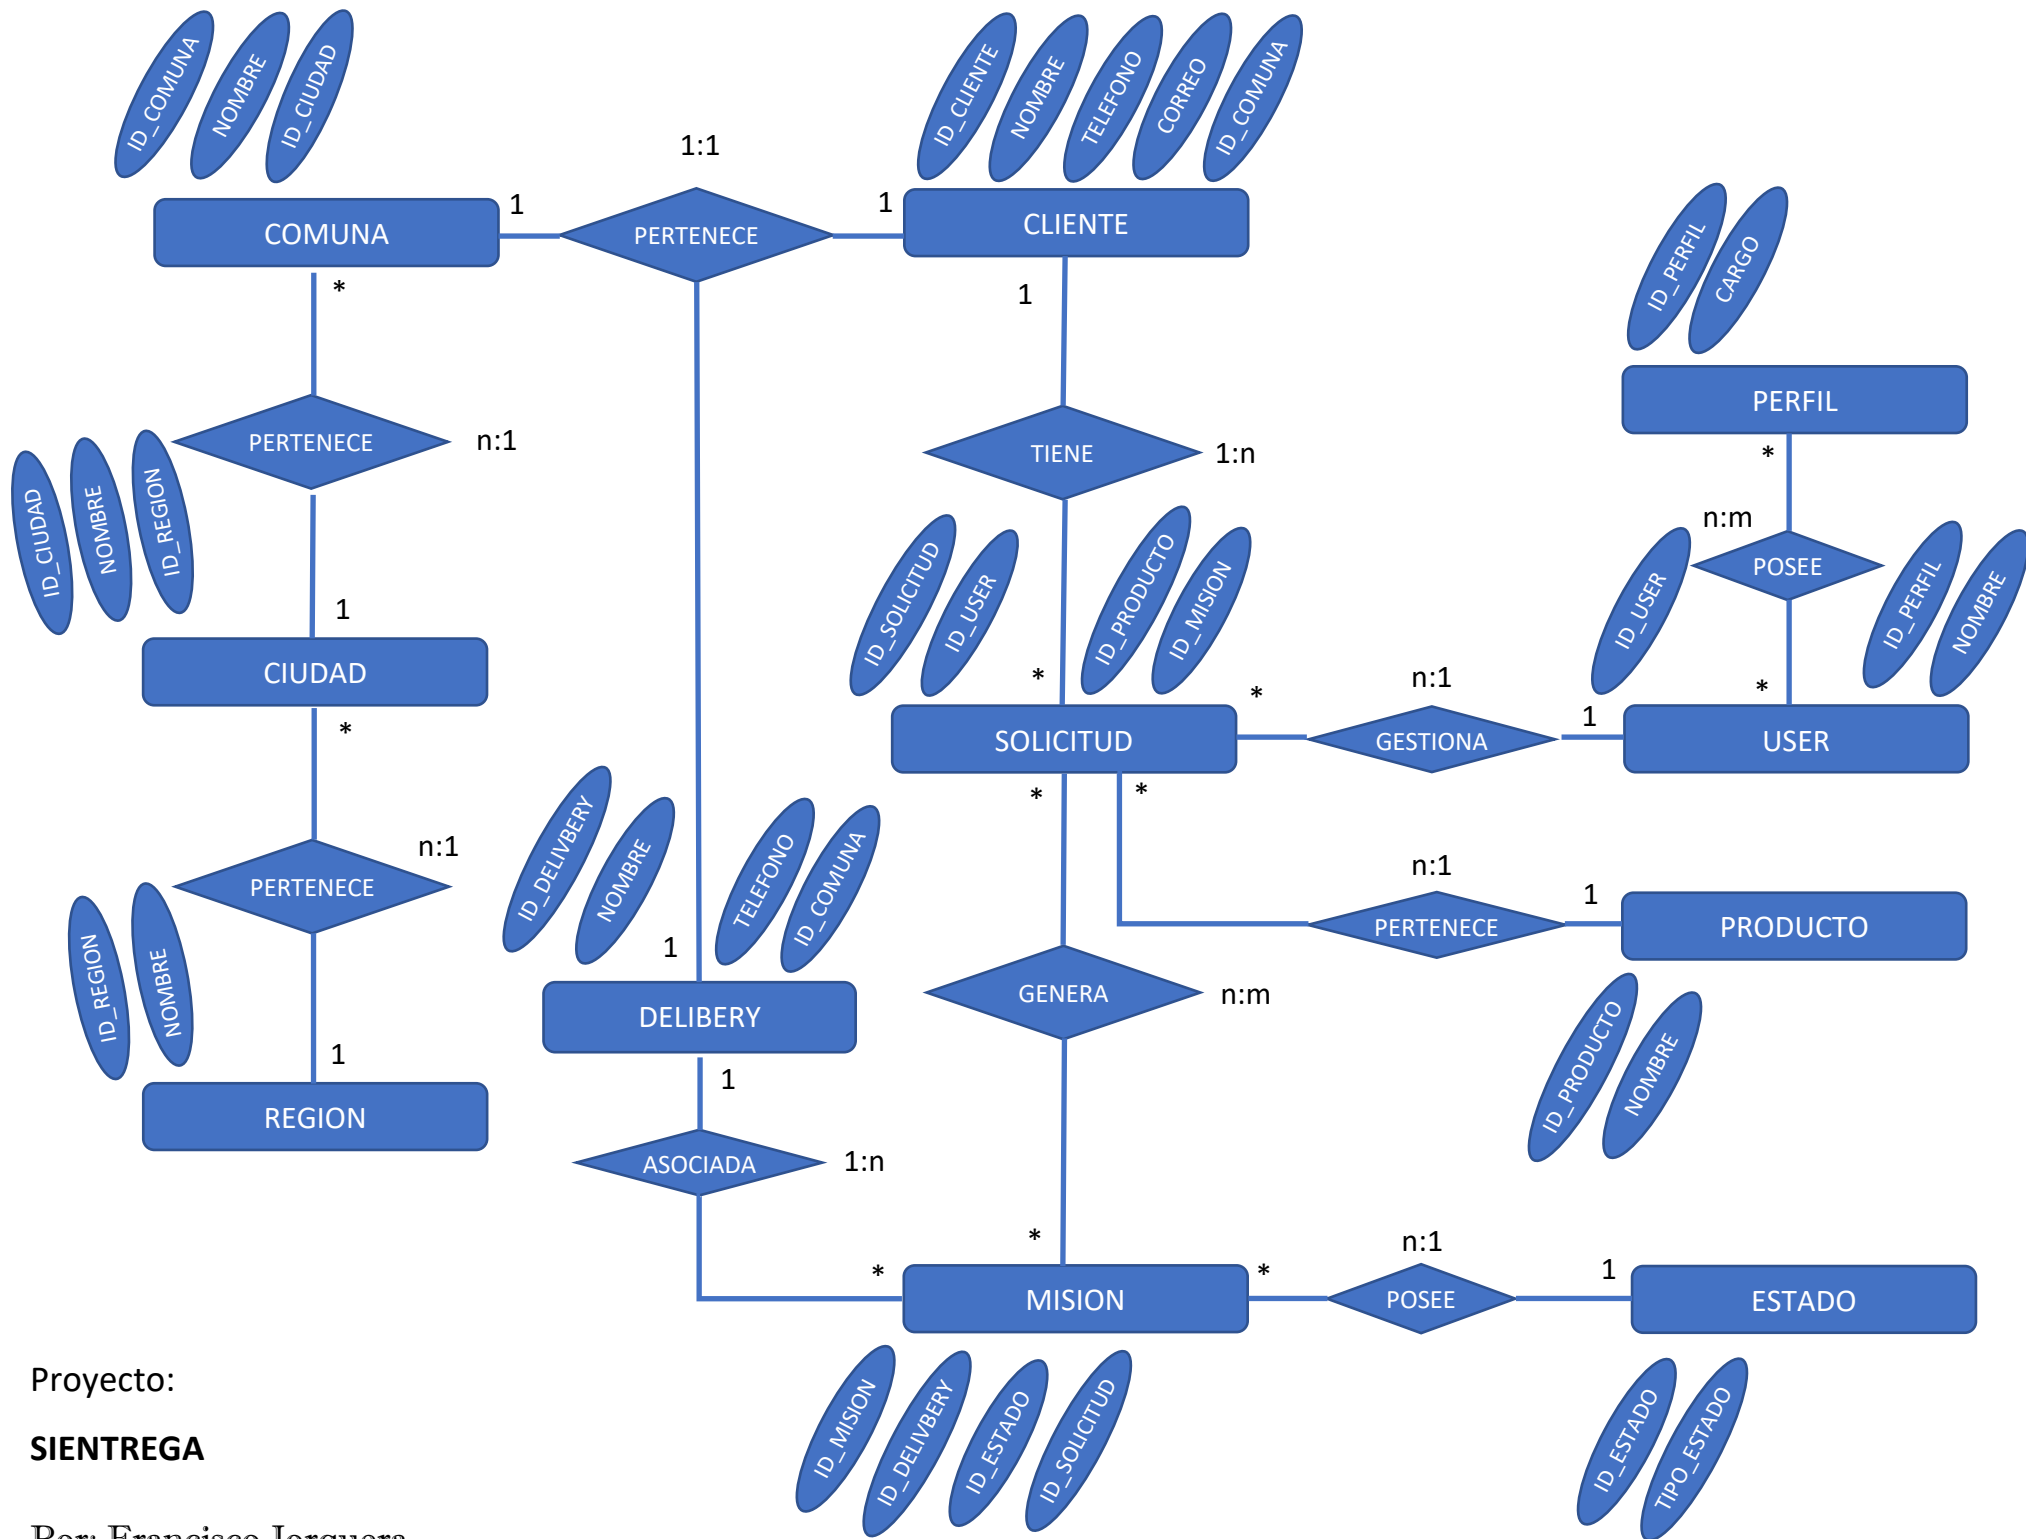 ID_COMUNA
NOMBRE
ID_CIUDAD
ID_CLIENTE
NOMBRE
TELEFONO
CORREO
ID_COMUNA
1:1
COMUNA
1
PERTENECE
1
CLIENTE
*
1
ID_PERFIL
CARGO
PERFIL
*
PERTENECE
n:1
TIENE
1:n
ID_CIUDAD
NOMBRE
ID_REGION
ID_SOLICITUD
ID_USER
ID_PRODUCTO
ID_MISION
n:m
POSEE
ID_USER
ID_PERFIL
NOMBRE
1
*
*
n:1
*
CIUDAD
SOLICITUD
GESTIONA
1
USER
*
*
*
ID_DELIVBERY
NOMBRE
TELEFONO
ID_COMUNA
n:1
PERTENECE
n:1
PERTENECE
1
PRODUCTO
ID_REGION
NOMBRE
1
DELIBERY
GENERA
n:m
ID_PRODUCTO
NOMBRE
1
REGION
1
ASOCIADA
1:n
*
*
*
n:1
MISION
POSEE
1
ESTADO
ID_MISION
ID_DELIVBERY
ID_ESTADO
ID_SOLICITUD
ID_ESTADO
TIPO_ESTADO
Proyecto:
SIENTREGA
Por: Francisco Jorquera